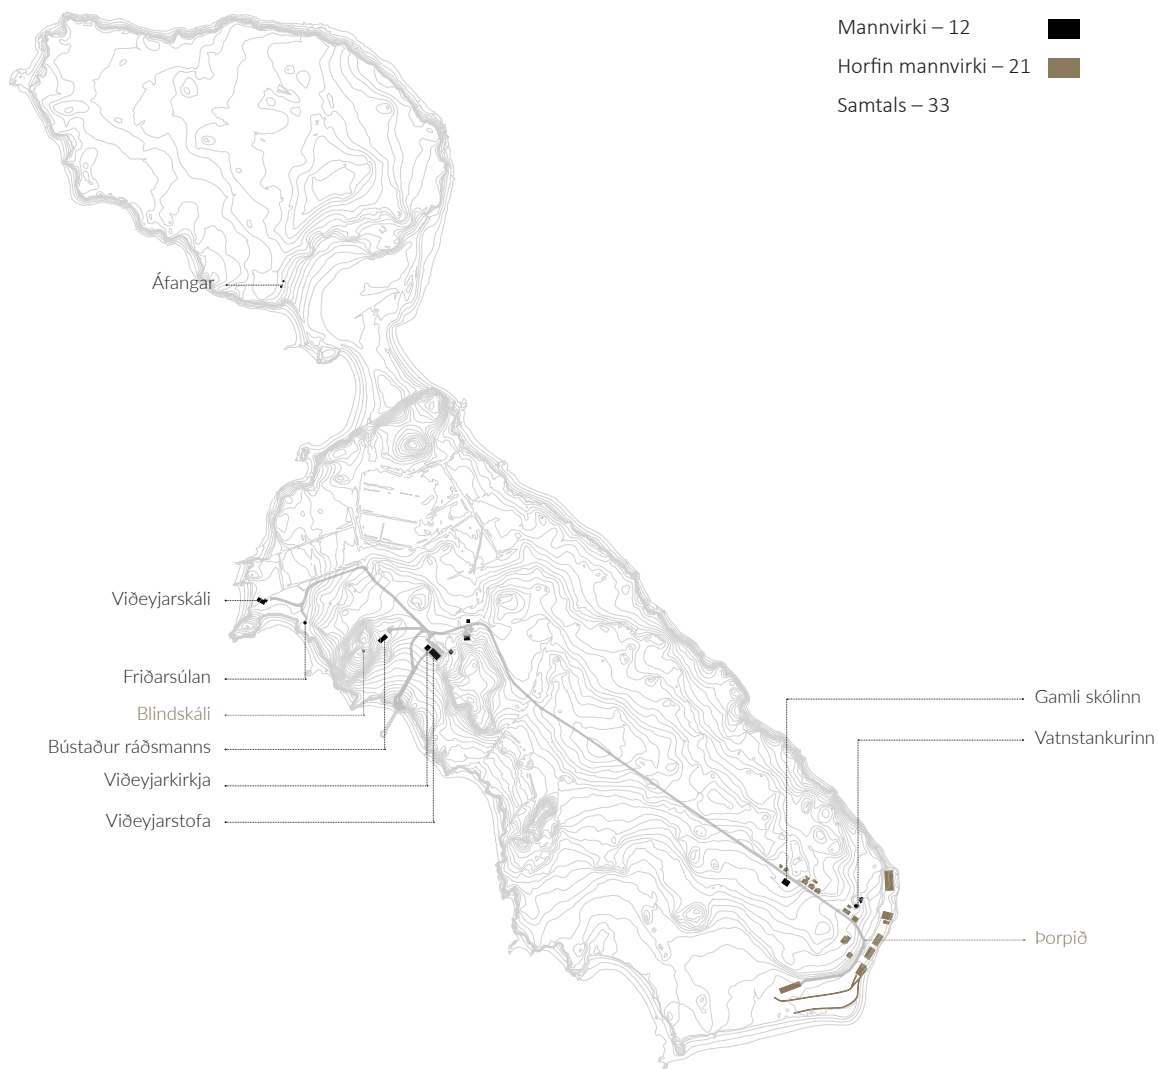 Mannvirki – 12
Horfin mannvirki – 21
Samtals – 33
Áfangar
Viðeyjarskáli
Friðarsúlan
Blindskáli
Bústaður ráðsmanns
Viðeyjarkirkja
Viðeyjarstofa
Gamli skólinn
Vatnstankurinn
Þorpið